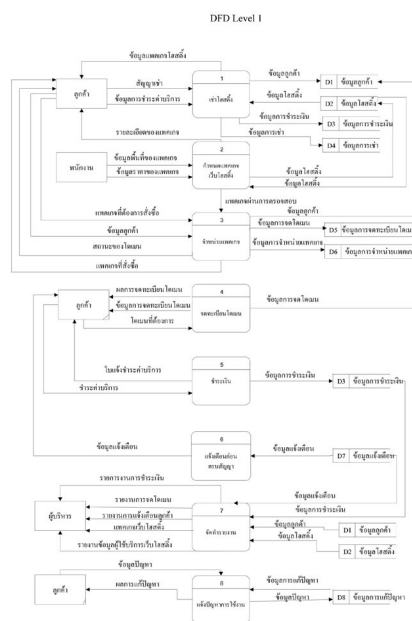 DFD Level 1
ข้อมูลแพคเกจโฮสติ้ง
ลูกค้า
สัญญาเช่า
ข้อมูลการชำระค่าบริการ
1
เช่าโฮสติ้ง
ข้อมูลลูกค้า
D1 ข้อมูลลูกค้า
ข้อมูลโฮสติ้ง
D2 ข้อมูลโฮสติ้ง
ข้อมูลการชำระเงิน
D3 ข้อมูลการชำระเงิน
รายละเอียดของแพคเกจ
ข้อมูลการเช่า
D4 ข้อมูลการเช่า
พนักงาน
ข้อมูลพื้นที่ของแพคเกจ
ข้อมูลราคาของแพคเกจ
2
กำหนดแพคเกจ
เว็บโฮสติ้ง
ข้อมูลโฮสติ้ง
ข้อมูลโฮสติ้ง
แพคเกจผ่านการตรวจสอบ
แพคเกจที่ต้องการสั่งซื้อ
ข้อมูลลูกค้า
สถานะของโดเมน
แพคเกจที่สั่งซื้อ
3
จำหน่ายแพคเกจ
ข้อมูลลูกค้า
ข้อมูลการจดโดเมน
D5 ข้อมูลการจดทะเบียนโดเมน
ข้อมูลการจำหน่ายแพคเกจ
D6 ข้อมูลการจำหน่ายแพคเกจ
ลูกค้า
ผลการจดทะเบียนโดเมน
ข้อมูลการจดทะเบียนโดเมน
โดเมนที่ต้องการ
4
จดทะเบียนโดเมน
ข้อมูลการจดโดเมน
ใบแจ้งชำระค่าบริการ
ชำระค่าบริการ
5
ชำระเงิน
ข้อมูลการชำระเงิน
D3 ข้อมูลการชำระเงิน
ข้อมูลแจ้งเตือน
6
แจ้งเตือนก่อน
หมดสัญญา
ข้อมูลแจ้งเตือน
D7 ข้อมูลแจ้งเตือน
รายการงานการชำระเงิน
ผู้บริหาร
รายงานการจดโดเมน
รายงานการแจ้งเตือนลูกค้า
แพคเกจเว็บโฮสติ้ง
รายงานข้อมูลผู้ใช้บริการเว็บโฮสติ้ง
7
จัดทำรายงาน
ข้อมูลแจ้งเตือน
ข้อมูลการชำระเงิน
ข้อมูลลูกค้า
D1 ข้อมูลลูกค้า
ข้อมูลโฮสติ้ง
D2 ข้อมูลโฮสติ้ง
ข้อมูลปัญหา
ลูกค้า
ผลการแก้ปัญหา
8
แจ้งปัญหาการใช้งาน
ข้อมูลการแก้ปัญหา
ข้อมูลปัญหา
D8 ข้อมูลการแก้ปัญหา